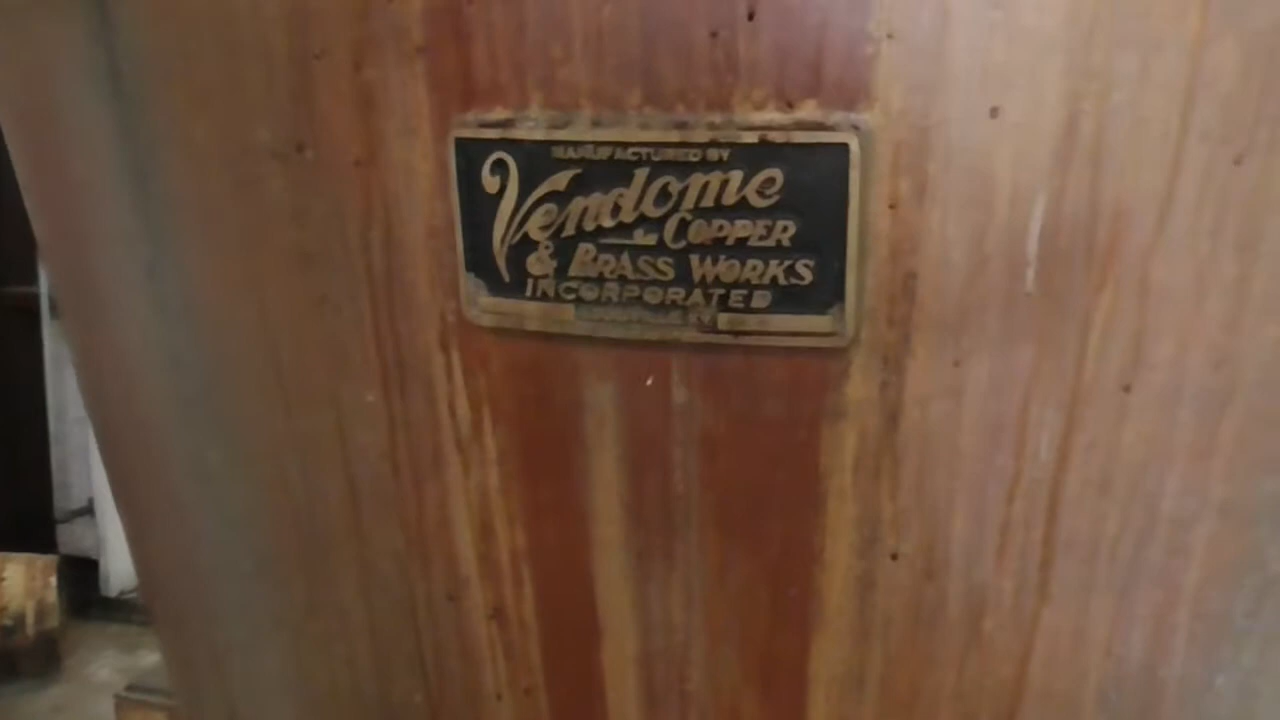 MANUFACTURED BY
Vendome
COPPER
& BRASS WORKS
INCORPORATED